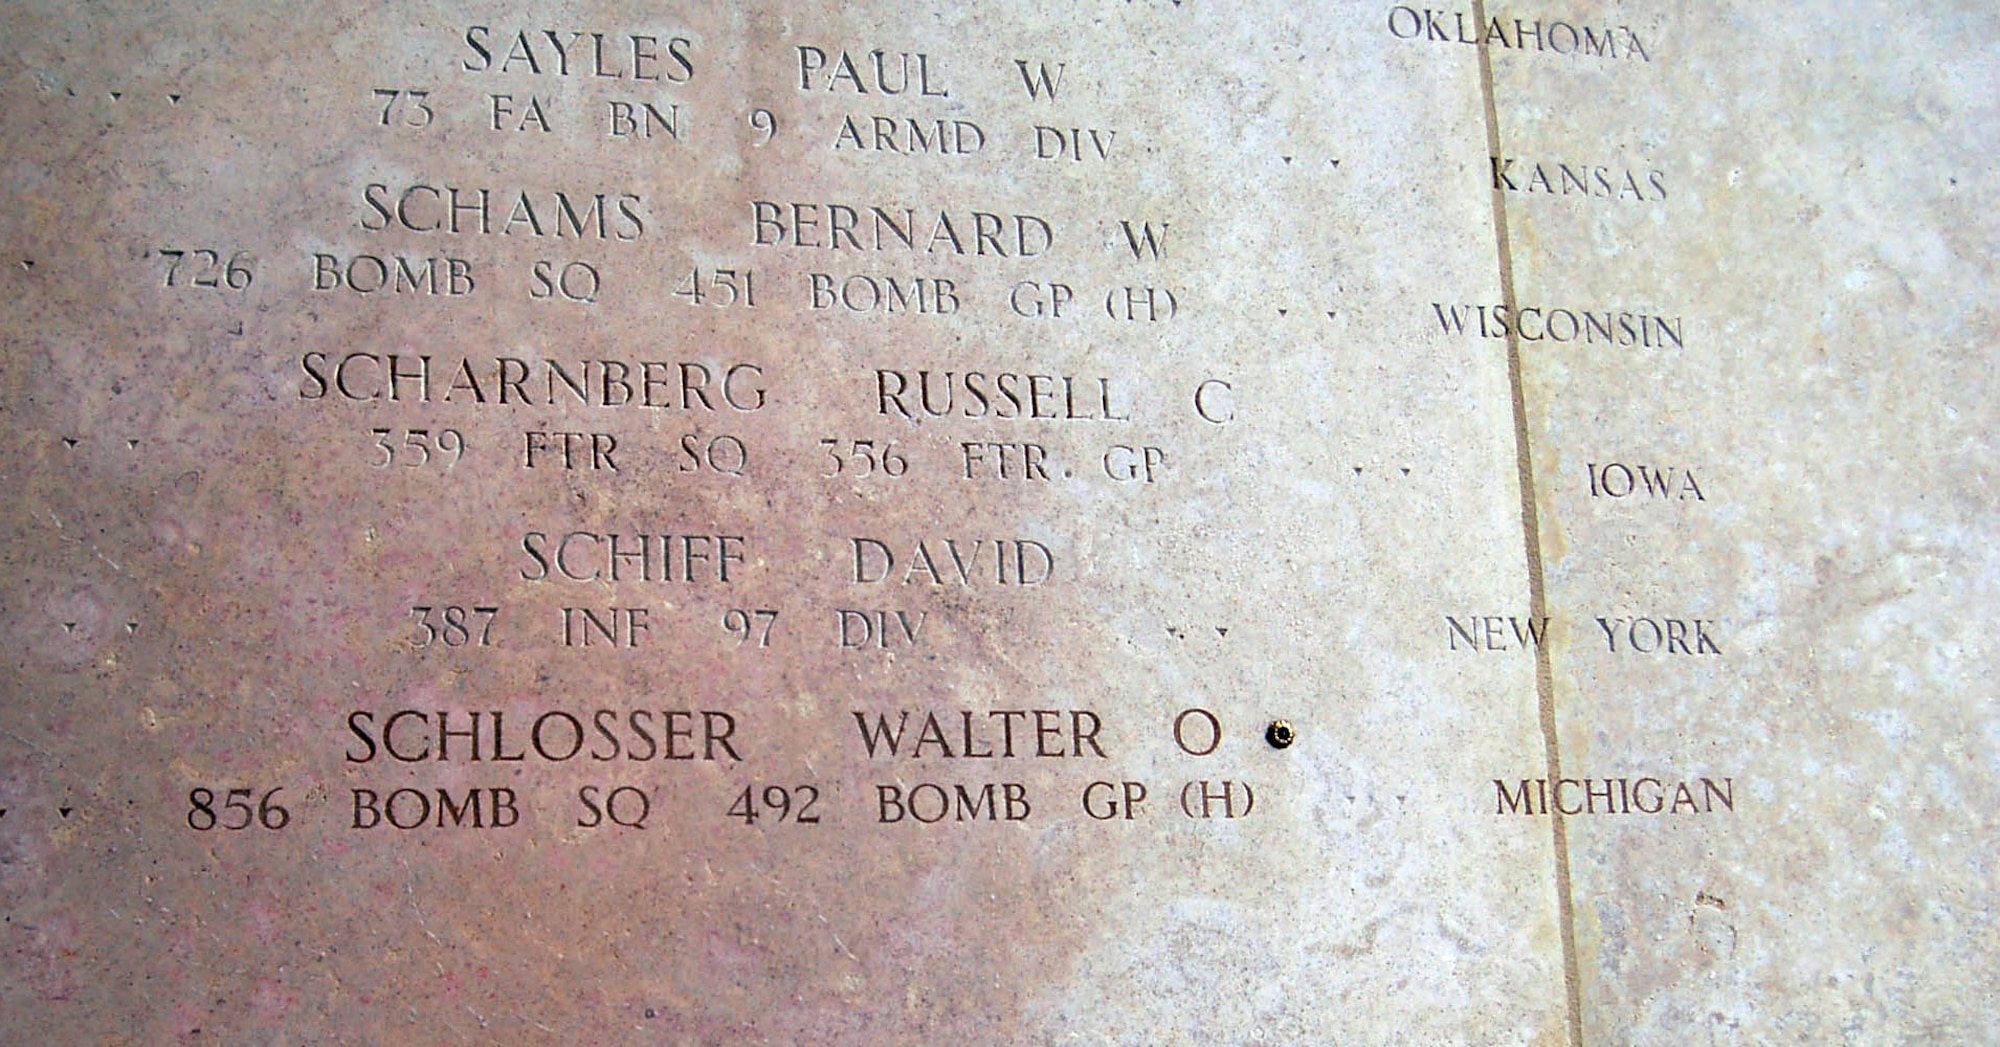 OKLAHOMA
SAYLES PAUL W
73 FA BN 9 ARMD DIV KANSAS
SCHAMS BERNARD W
726 BOMB SQ 451 BOMB GP (H) WISCONSIN
SCHARNBERG RUSSELL C
359 FTR SQ 356 FTR GP IOWA
SCHIFF DAVID
387 INF 97 DIV NEW YORK
SCHLOSSER WALTER O
856 BOMB SQ 492 BOMB GP (H) MICHIGAN